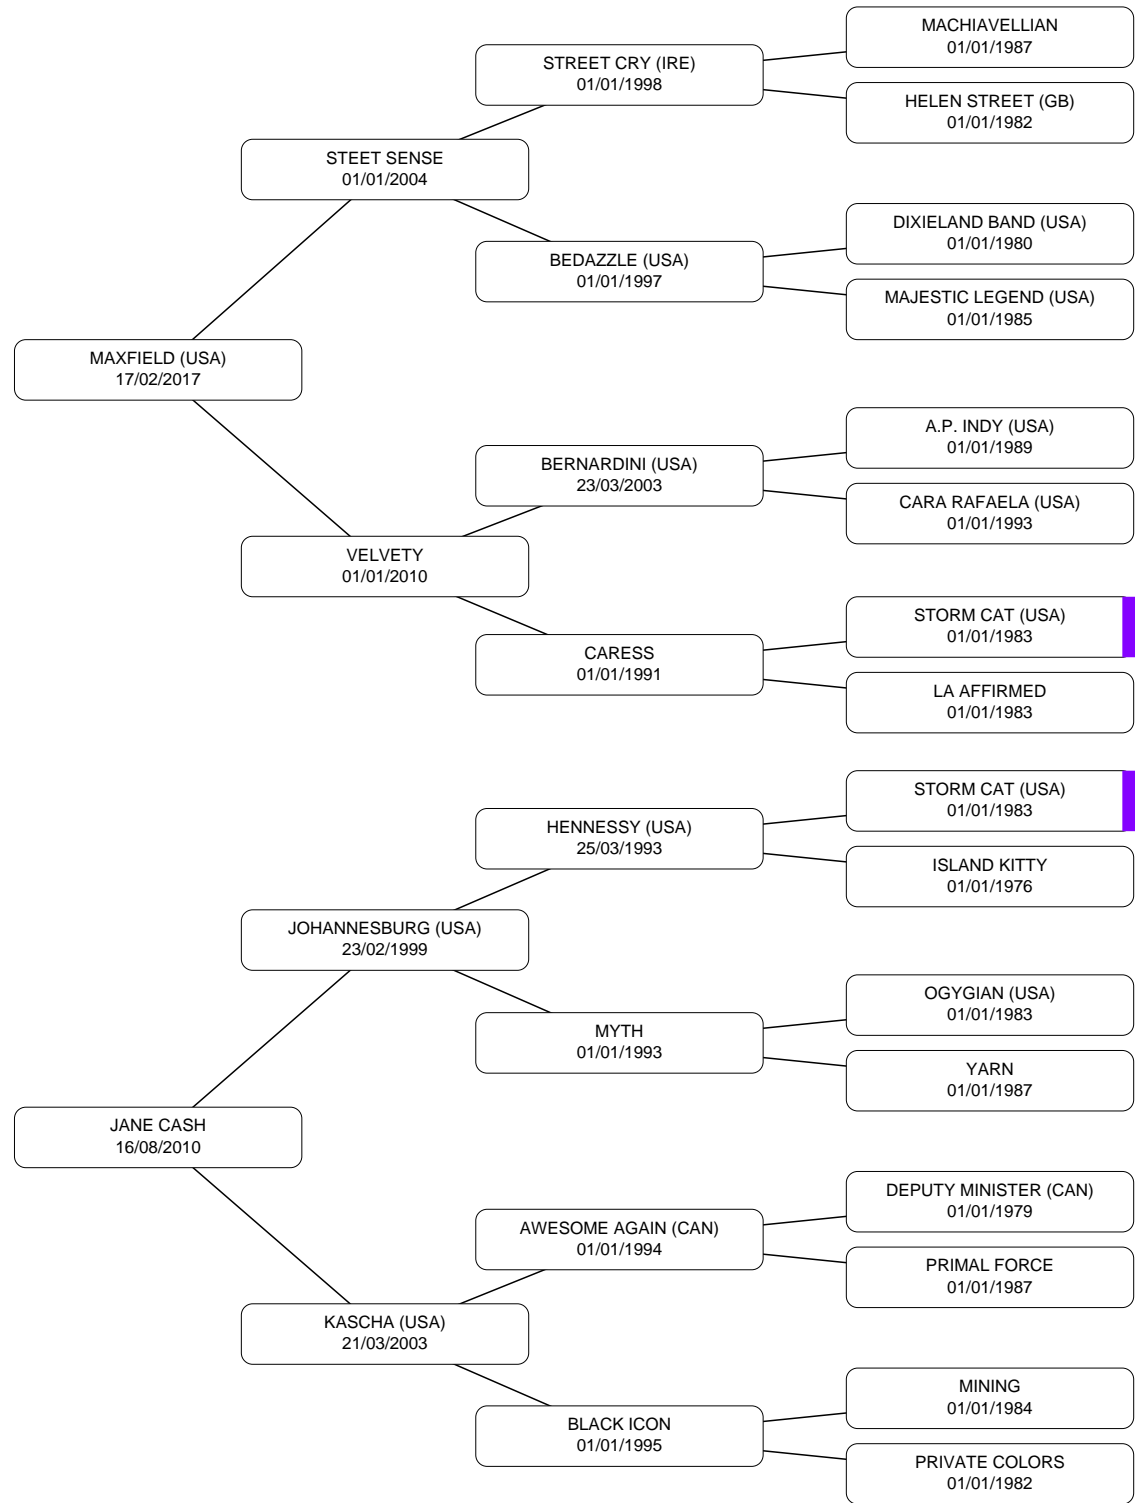 MACHIAVELLIAN
01/01/1987
STREET CRY (IRE)
01/01/1998
HELEN STREET (GB)
01/01/1982
STEET SENSE
01/01/2004
DIXIELAND BAND (USA)
01/01/1980
BEDAZZLE (USA)
01/01/1997
MAJESTIC LEGEND (USA)
01/01/1985
MAXFIELD (USA)
17/02/2017
A.P. INDY (USA)
01/01/1989
BERNARDINI (USA)
23/03/2003
CARA RAFAELA (USA)
01/01/1993
VELVETY
01/01/2010
STORM CAT (USA)
01/01/1983
CARESS
01/01/1991
LA AFFIRMED
01/01/1983
STORM CAT (USA)
01/01/1983
HENNESSY (USA)
25/03/1993
ISLAND KITTY
01/01/1976
JOHANNESBURG (USA)
23/02/1999
OGYGIAN (USA)
01/01/1983
MYTH
01/01/1993
YARN
01/01/1987
JANE CASH
16/08/2010
DEPUTY MINISTER (CAN)
01/01/1979
AWESOME AGAIN (CAN)
01/01/1994
PRIMAL FORCE
01/01/1987
KASCHA (USA)
21/03/2003
MINING
01/01/1984
BLACK ICON
01/01/1995
PRIVATE COLORS
01/01/1982